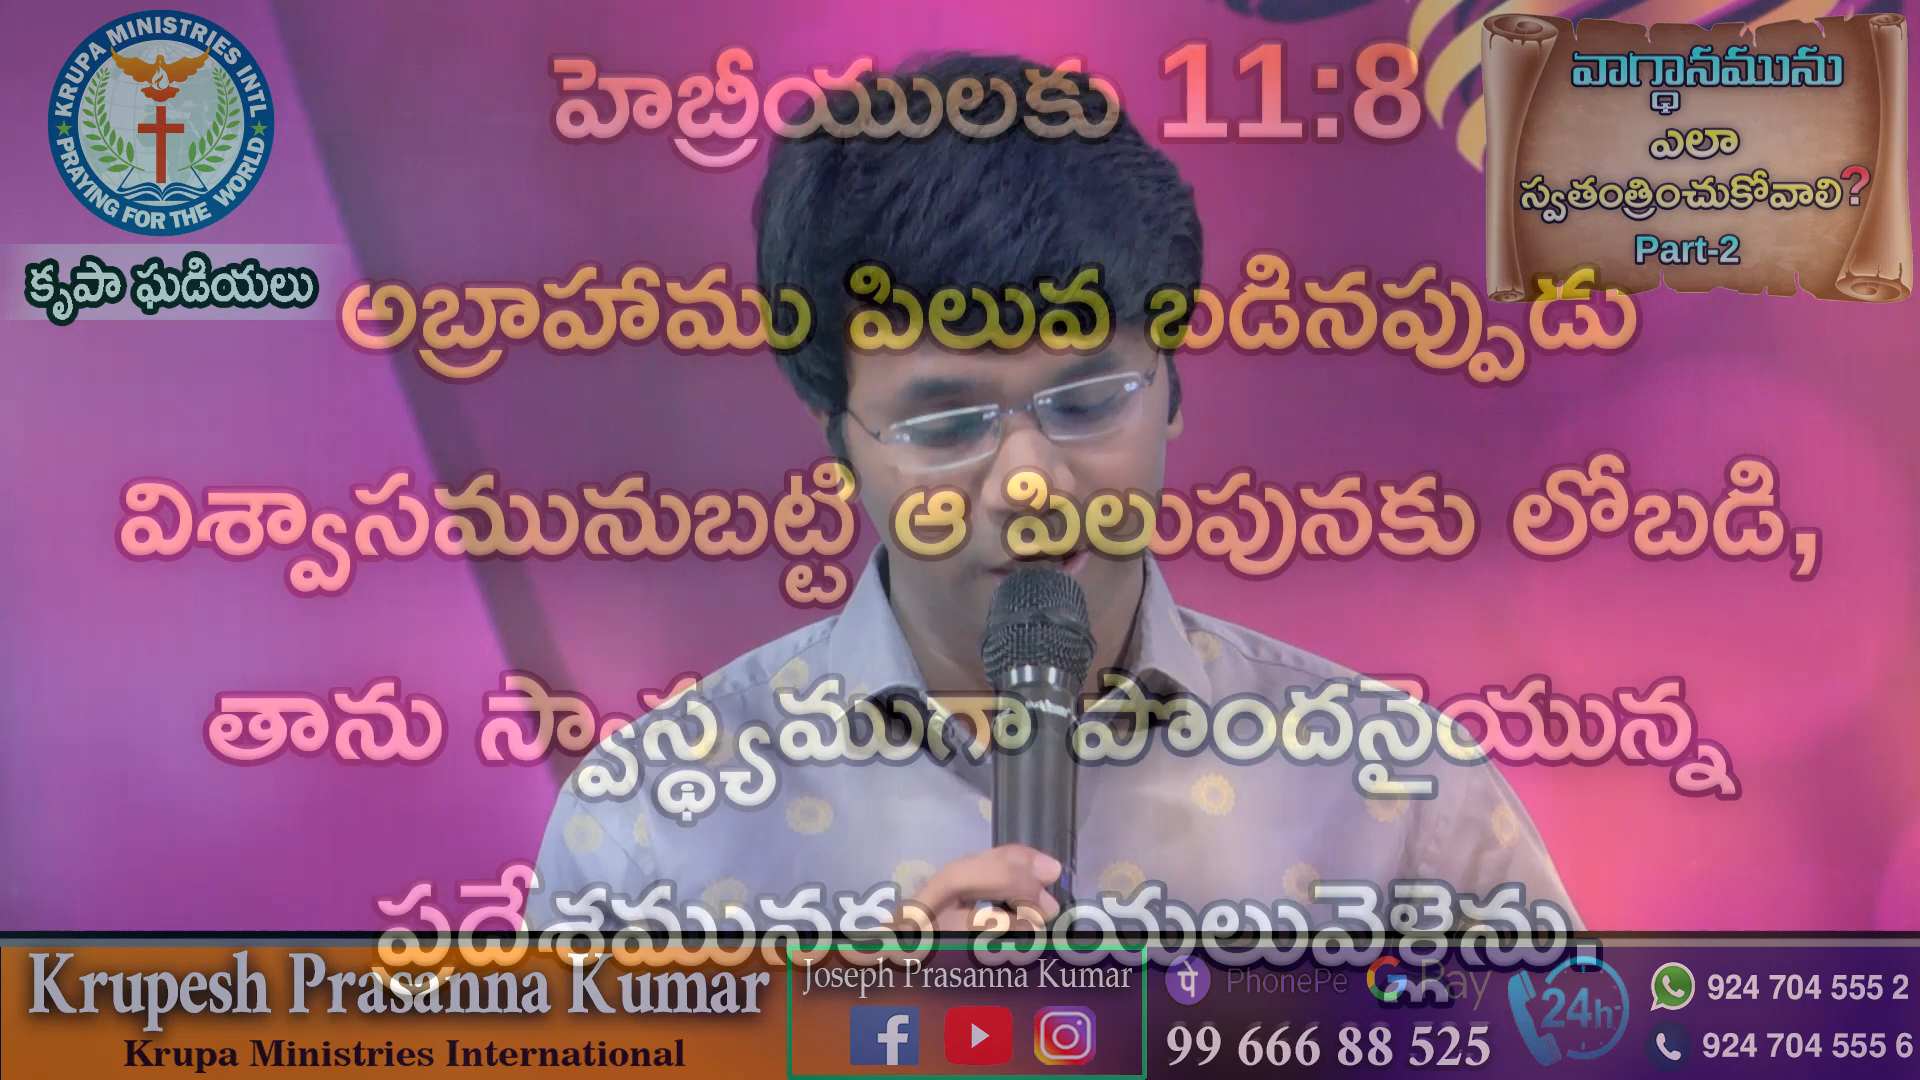 KRUPA MINISTRIES INTL
PRAYING FOR THE WORLD
కృపా ఘడియలు
వాగ్ధానమును
ఎలా
స్వతంత్రించుకోవాలి?
Part-2
హెబ్రీయులకు 11:8
అబ్రాహాము పిలువ బడినప్పుడు
విశ్వాసమునుబట్టి ఆ పిలుపునకు లోబడి,
తాను స్వాస్థ్యముగా పొందనైయున్న
ప్రదేశమునకు బయలువెళ్లెను.
Krupesh Prasanna Kumar
Krupa Ministries International
Joseph Prasanna Kumar
PhonePe
G Pay
99 666 88 525
24h
924 704 555 2
924 704 555 6